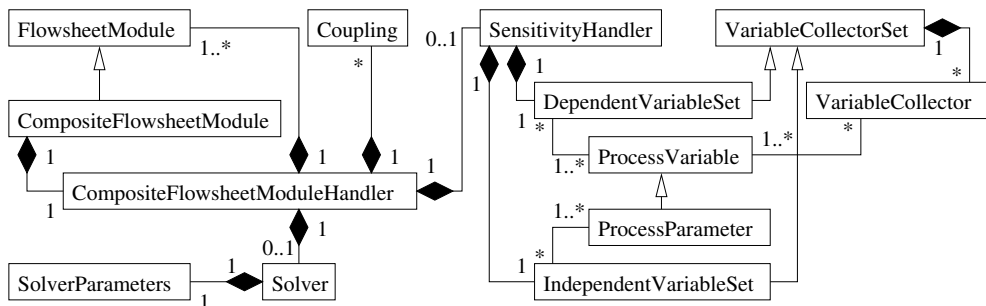 FlowsheetModule
Coupling
SensitivityHandler
VariableCollectorSet
1..*
*
0..1
1
1
1
*
CompositeFlowsheetModule
DependentVariableSet
VariableCollector
1
*
1..*
*
1
1
1
1
ProcessVariable
1..*
CompositeFlowsheetModuleHandler
1
1
1..*
ProcessParameter
0..1
1
1
*
SolverParameters
1
Solver
IndependentVariableSet